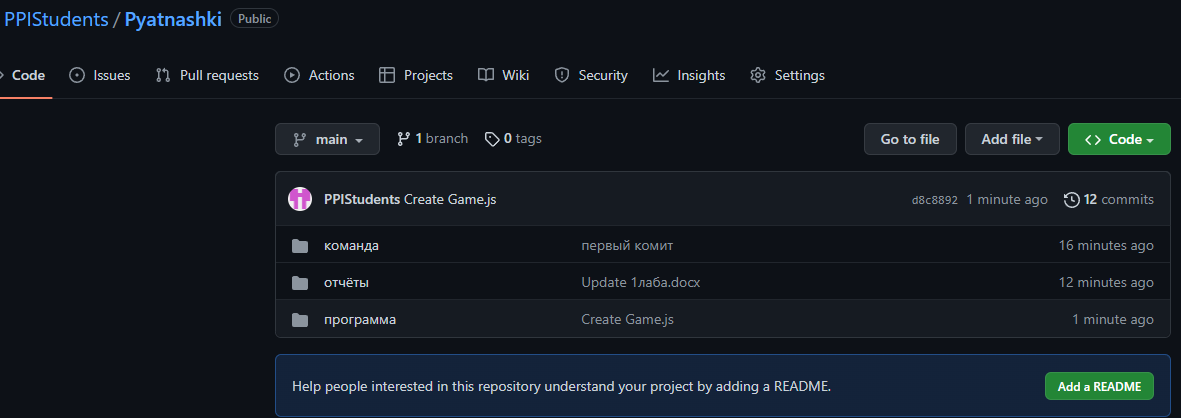 PPIStudents / Pyatnashki Public
Code Issues Pull requests Actions Projects Wiki Security Insights Settings
main 1 branch 0 tags Go to file Add file <> Code
PPIStudents Create Game.js d8c8892 1 minute ago 12 commits
команда первый комит 16 minutes ago
отчёты Update 1лаба.docx 12 minutes ago
программа Create Game.js 1 minute ago
Help people interested in this repository understand your project by adding a README. Add a README